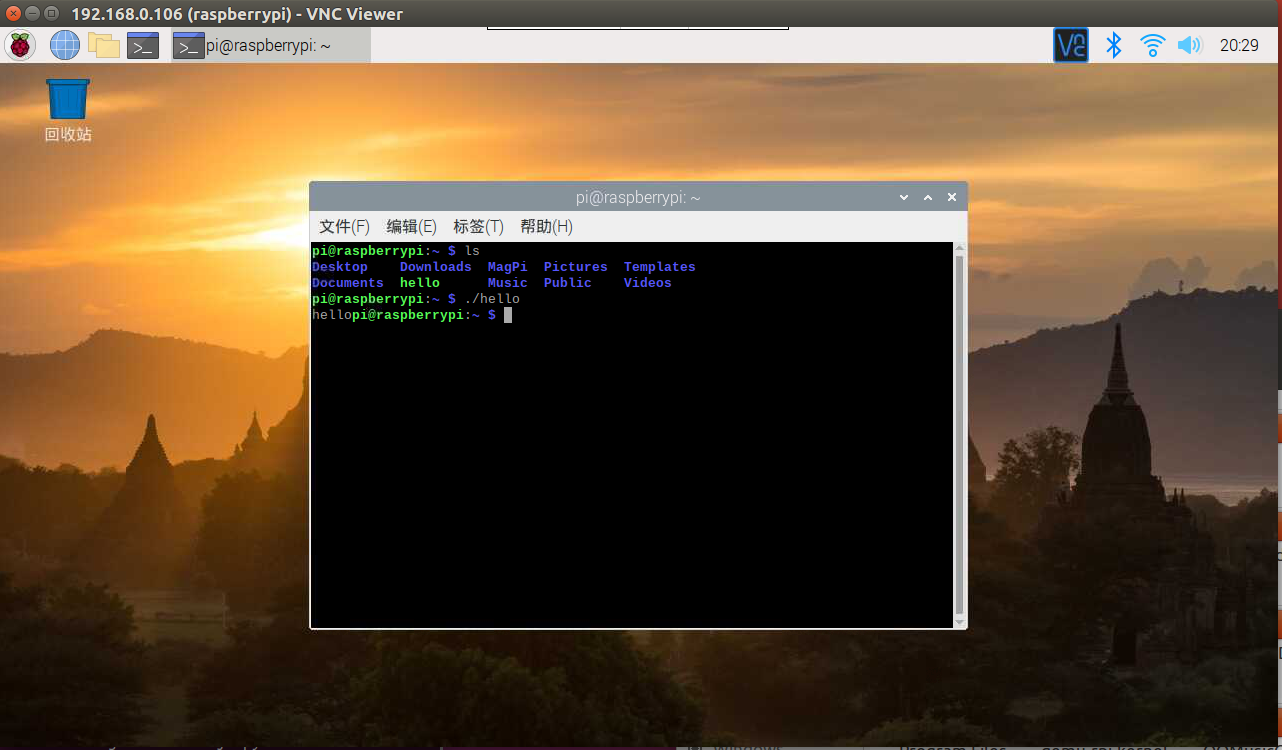 192.168.0.106 (raspberrypi) - VNC Viewer
pi@raspberrypi: ~
20:29
回收站
pi@raspberrypi: ~
文件(F) 编辑(E) 标签(T) 帮助(H)
pi@raspberrypi:~ $ ls
Desktop Downloads MagPi Pictures Templates
Documents hello Music Public Videos
pi@raspberrypi:~ $ ./hello
hellopi@raspberrypi:~ $